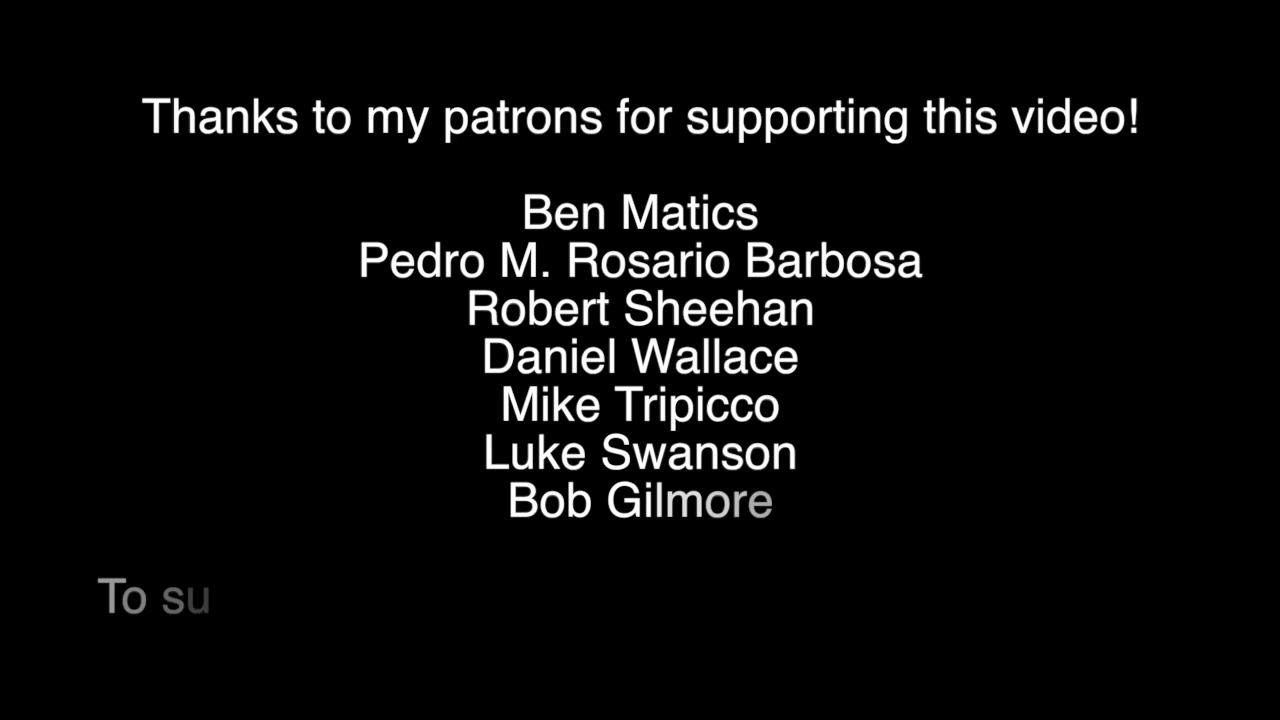 Thanks to my patrons for supporting this video!
Ben Matics
Pedro M. Rosario Barbosa
Robert Sheehan
Daniel Wallace
Mike Tripicco
Luke Swanson
Bob Gilmore
To su